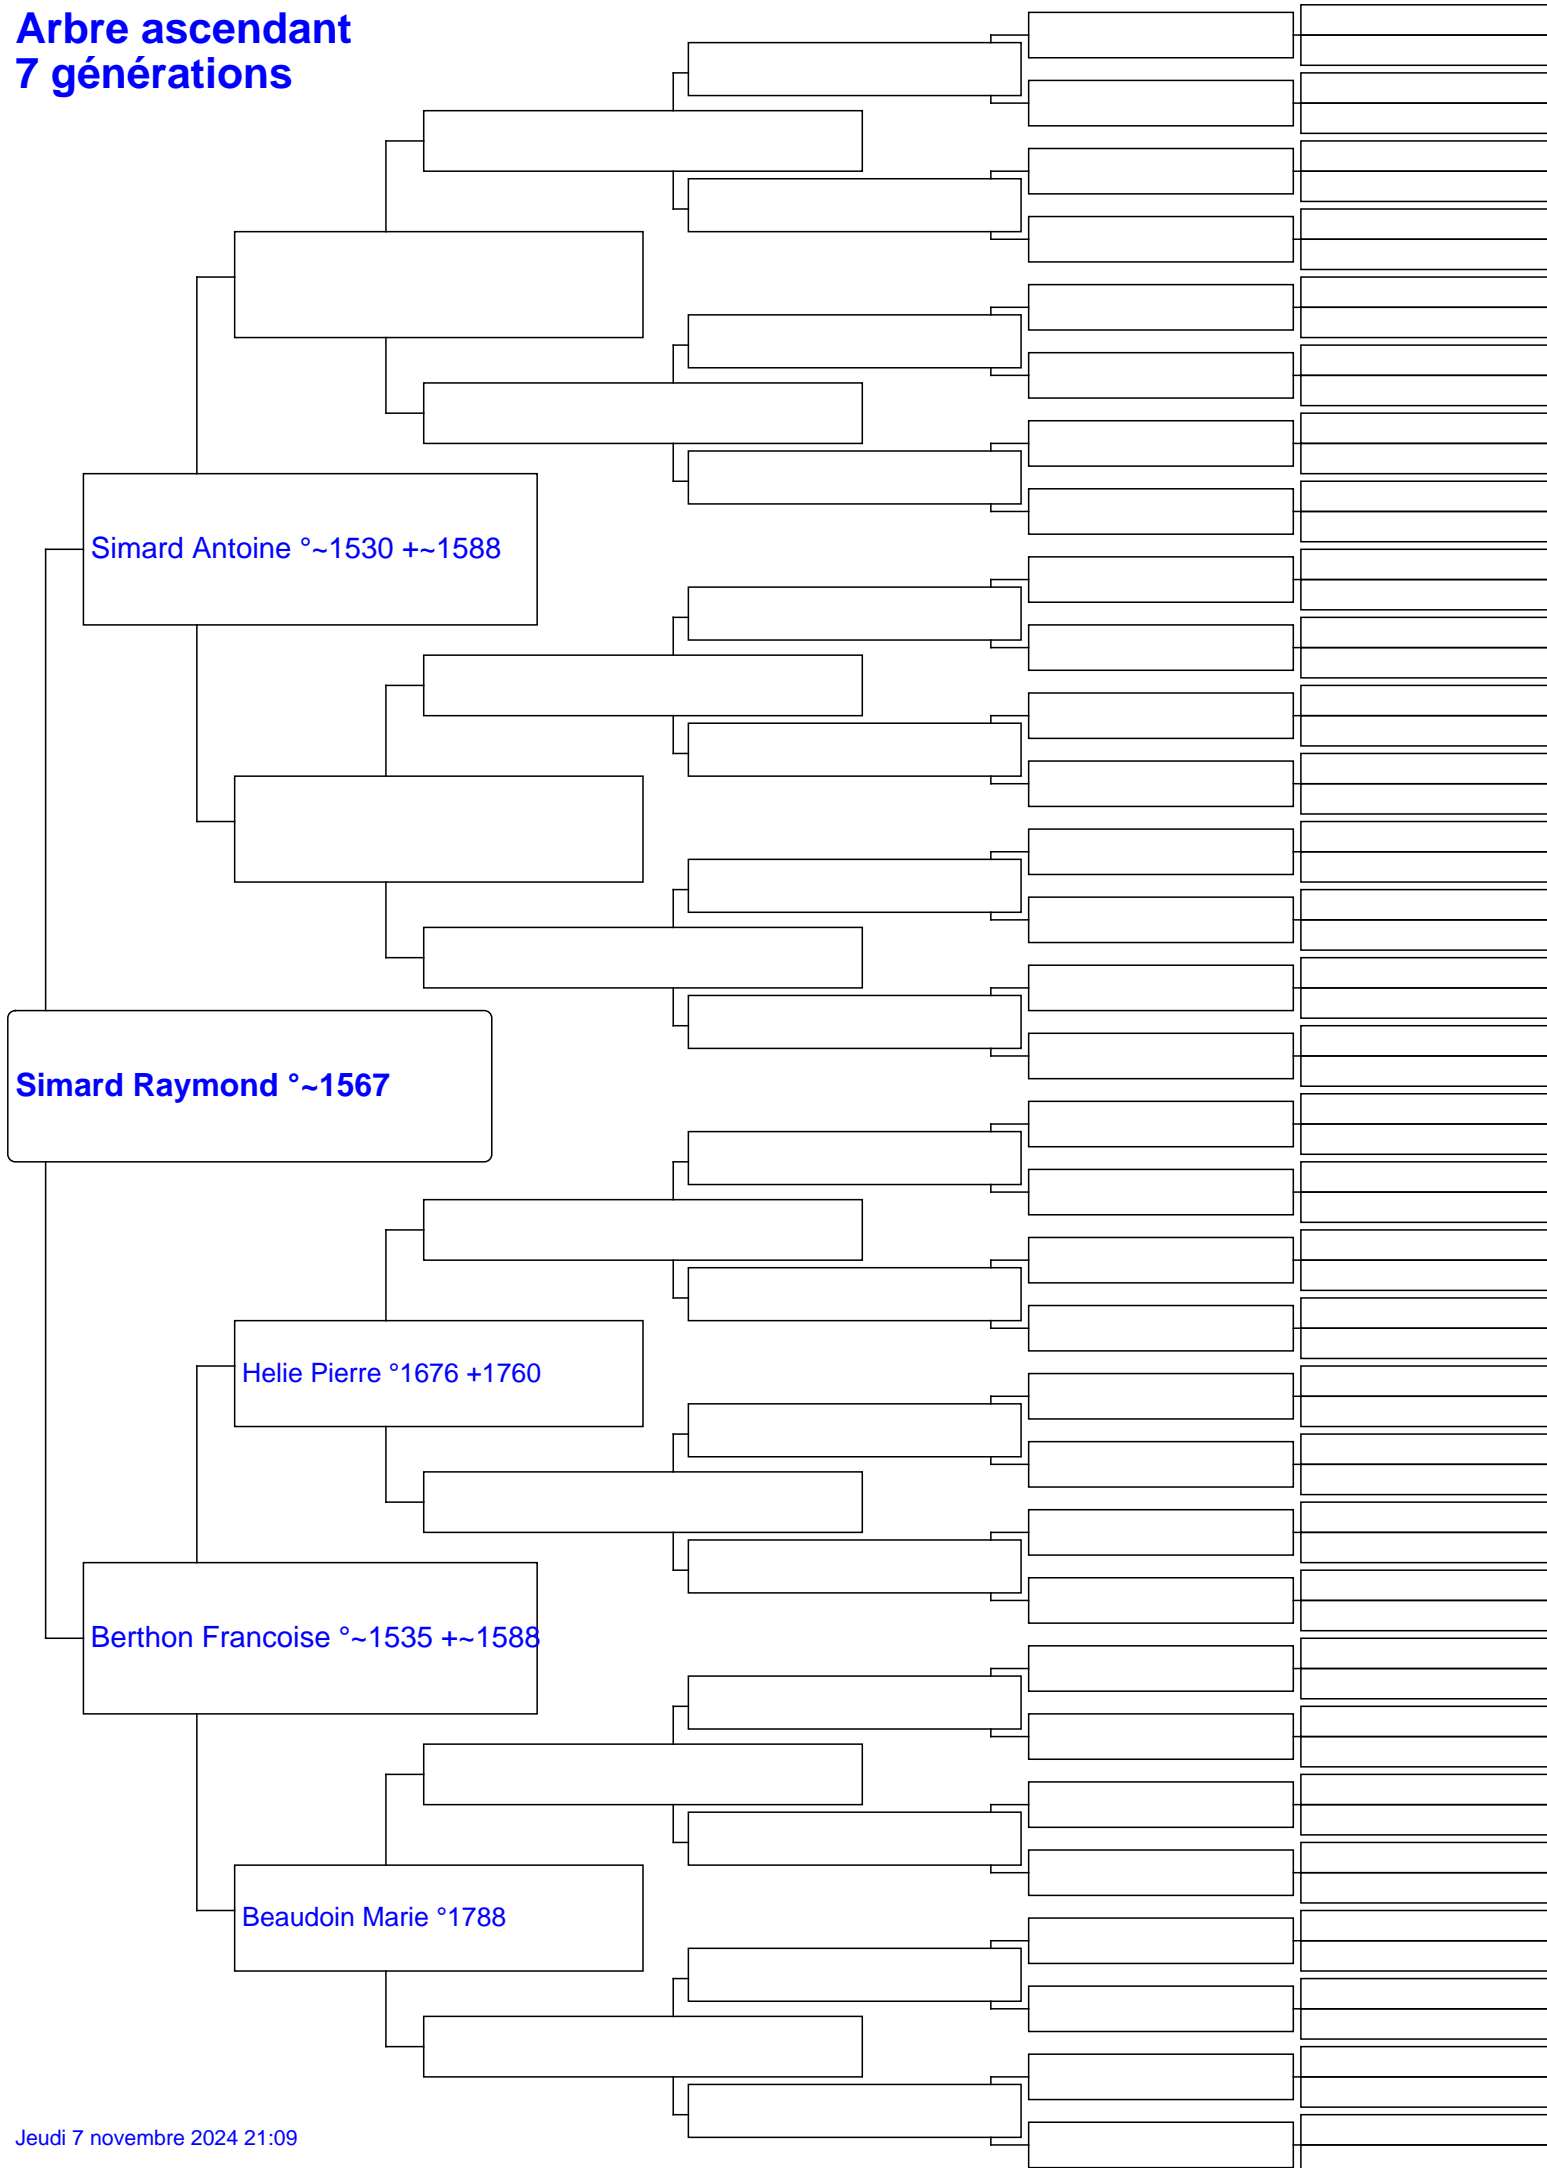 Arbre ascendant
7 générations
Simard Antoine °~1530 +~1588
Simard Raymond °~1567
Helie Pierre °1676 +1760
Berthon Francoise °~1535 +~1588
Beaudoin Marie °1788
Jeudi 7 novembre 2024 21:09